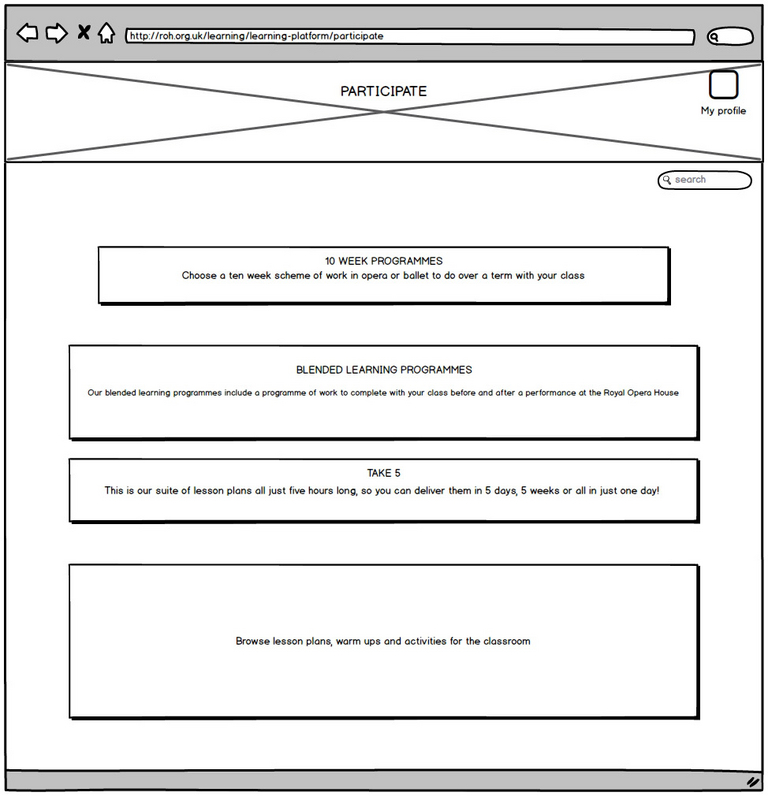 http://roh.org.uk/learning/learning-platform/participate
PARTICIPATE
My profile
search
10 WEEK PROGRAMMES
Choose a ten week scheme of work in opera or ballet to do over a term with your class
BLENDED LEARNING PROGRAMMES
Our blended learning programmes include a programme of work to complete with your class before and after a performance at the Royal Opera House
TAKE 5
This is our suite of lesson plans all just five hours long, so you can deliver them in 5 days, 5 weeks or all in just one day!
Browse lesson plans, warm ups and activities for the classroom